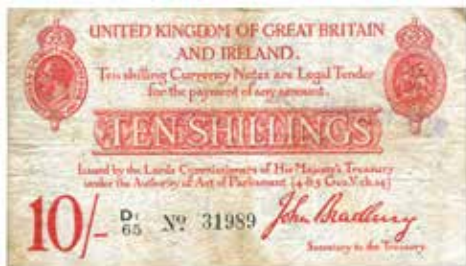 UNITED KINGDOM OF GREAT BRITAIN
AND IRELAND.
Ten shilling Currency Notes are Legal Tender
for the payment of any amount.
TEN SHILLINGS
Issued by the Lords Commissioners of His Majesty's Treasury
under the Authority of Act of Parliament (4 & 5 Geo. V. ch. 14)
10/- D1/65 No 31989 John Bradbury
Secretary to the Treasury.